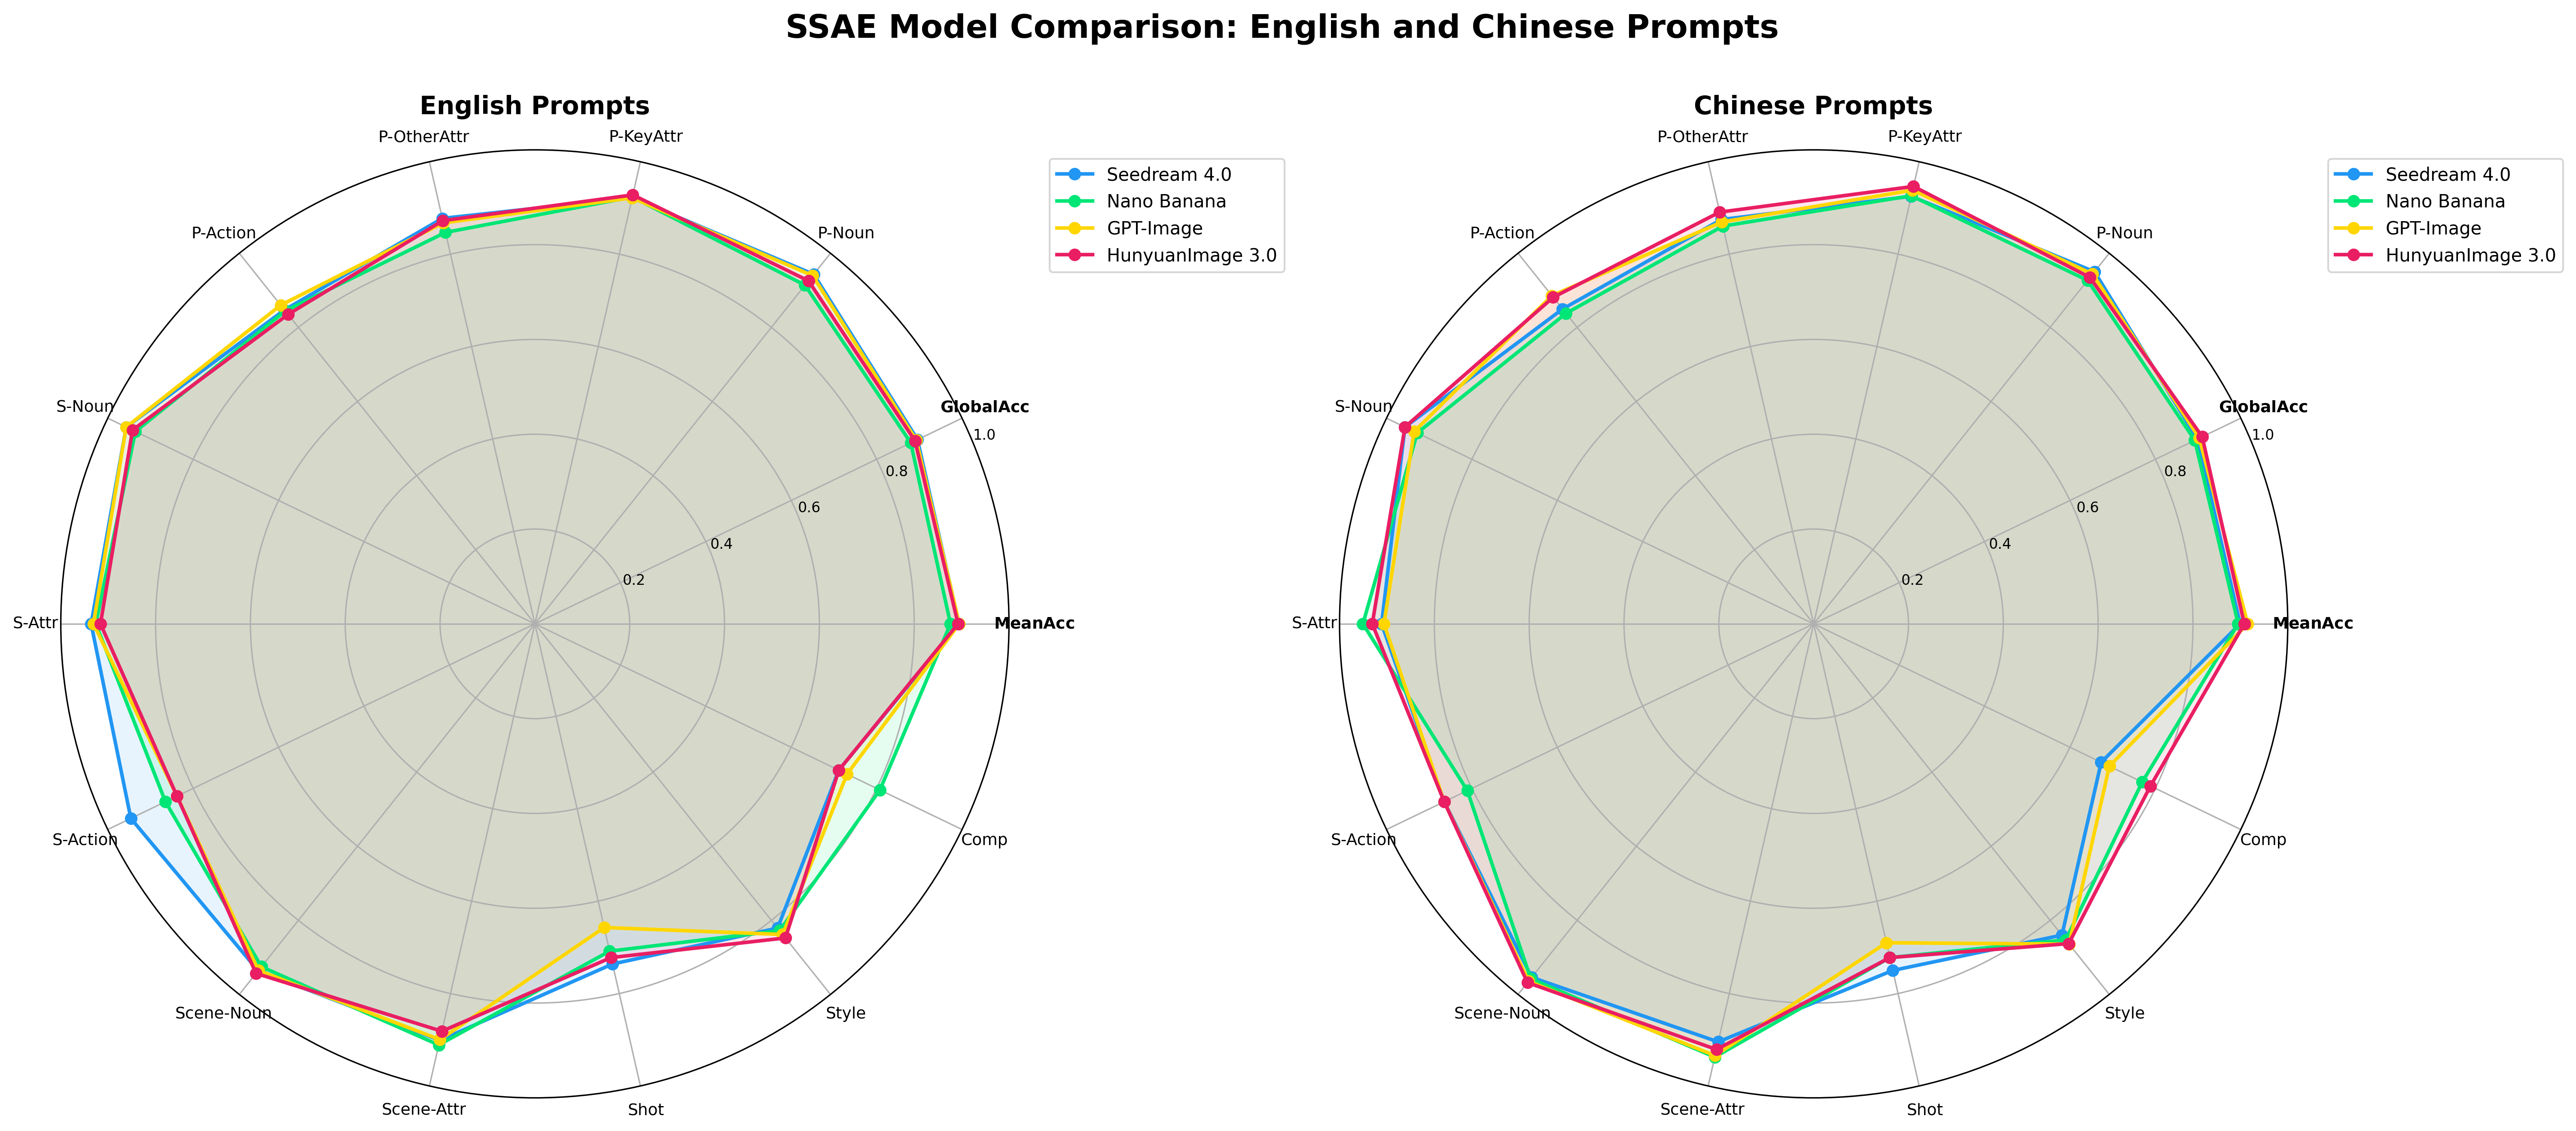 SSAE Model Comparison: English and Chinese Prompts
English Prompts
P-OtherAttr
P-KeyAttr
P-Action
P-Noun
S-Noun
GlobalAcc
1.0
0.8
0.6
0.4
0.2
S-Attr
MeanAcc
S-Action
Comp
Scene-Noun
Style
Scene-Attr
Shot
Seedream 4.0
Nano Banana
GPT-Image
HunyuanImage 3.0
Chinese Prompts
P-OtherAttr
P-KeyAttr
P-Action
P-Noun
S-Noun
GlobalAcc
1.0
0.8
0.6
0.4
0.2
S-Attr
MeanAcc
S-Action
Comp
Scene-Noun
Style
Scene-Attr
Shot
Seedream 4.0
Nano Banana
GPT-Image
HunyuanImage 3.0